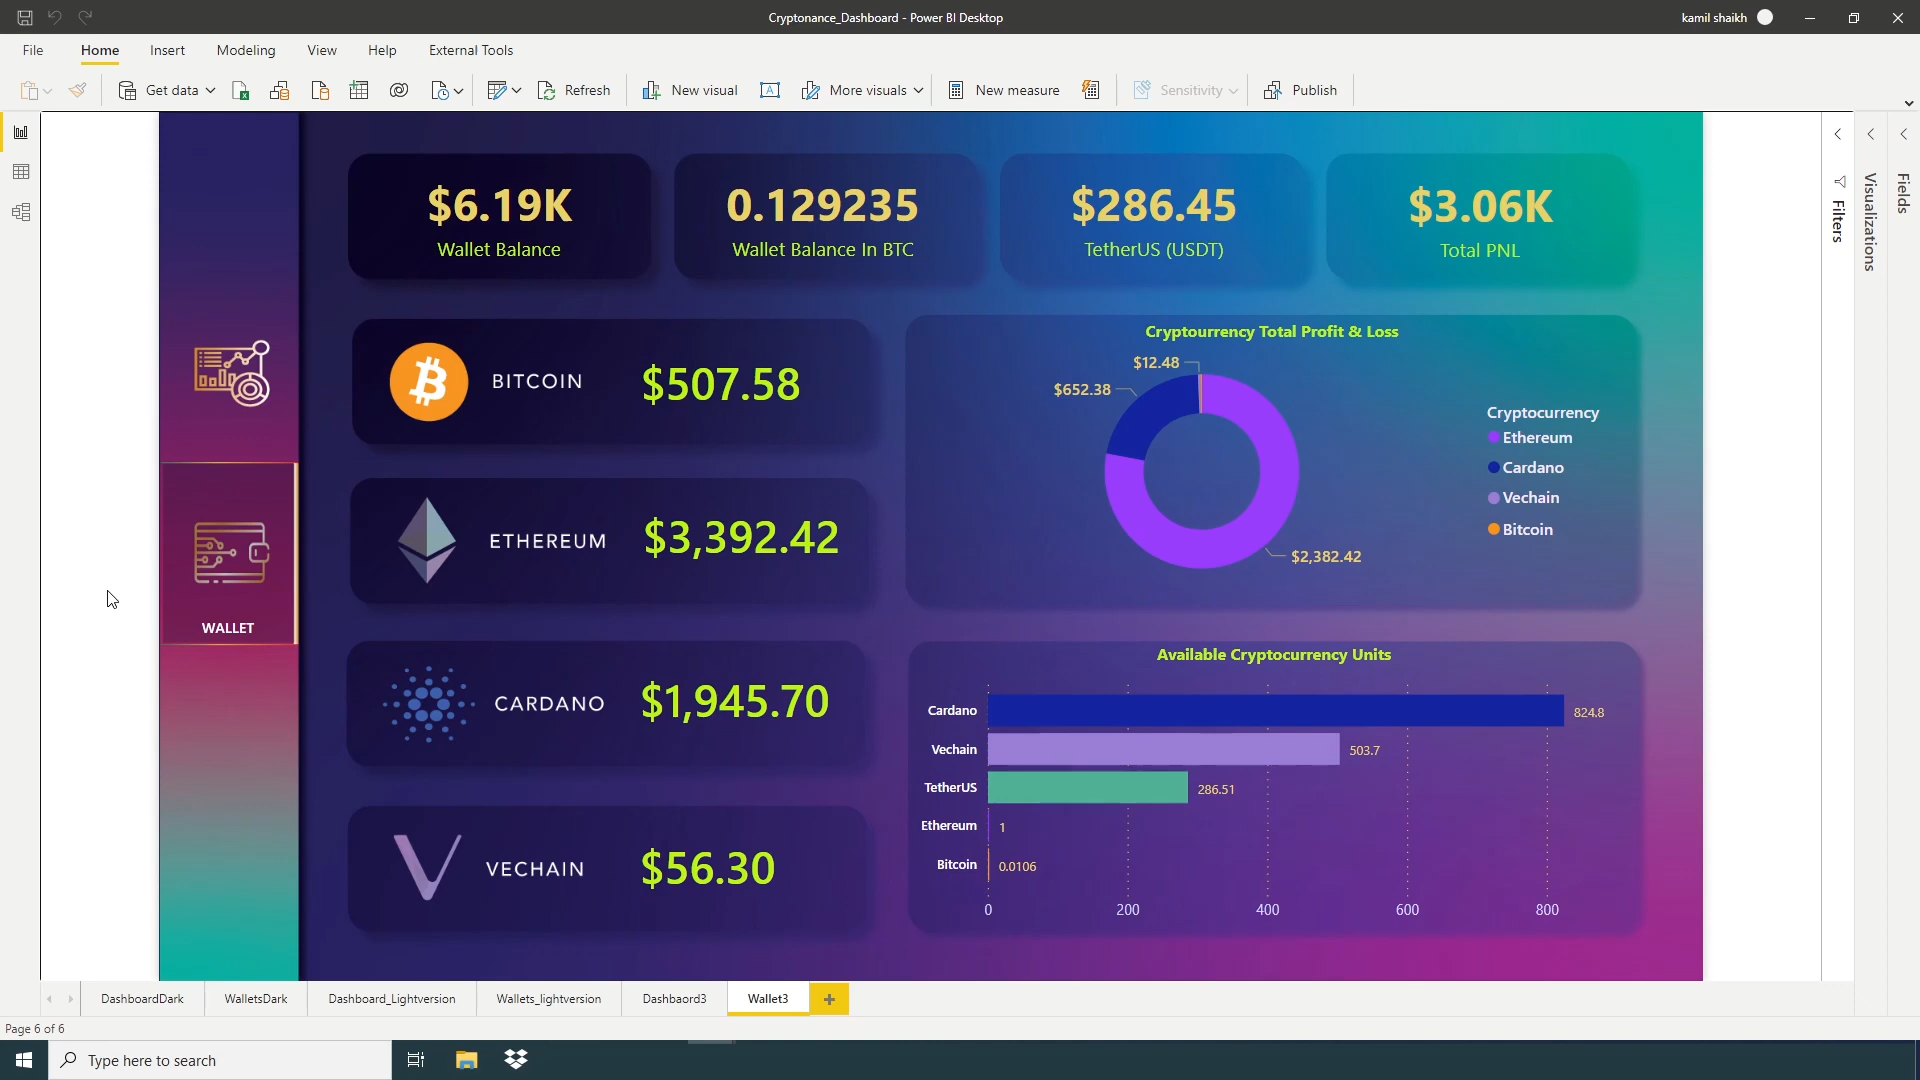 Cryptonance_Dashboard - Power BI Desktop
kamil shaikh
File Home Insert Modeling View Help External Tools
Get data Refresh New visual A More visuals New measure Sensitivity Publish
Filters
Visualizations
Fields
$6.19K
Wallet Balance
0.129235
Wallet Balance In BTC
$286.45
TetherUS (USDT)
$3.06K
Total PNL
WALLET
BITCOIN $507.58
ETHEREUM $3,392.42
CARDANO $1,945.70
VECHAIN $56.30
Cryptourrency Total Profit & Loss
$12.48
$652.38
$2,382.42
Cryptocurrency
Ethereum
Cardano
Vechain
Bitcoin
Available Cryptocurrency Units
Cardano 824.8
Vechain 503.7
TetherUS 286.51
Ethereum 1
Bitcoin 0.0106
0 200 400 600 800
DashboardDark WalletsDark Dashboard_Lightversion Wallets_lightversion Dashbaord3 Wallet3 +
Page 6 of 6
Type here to search